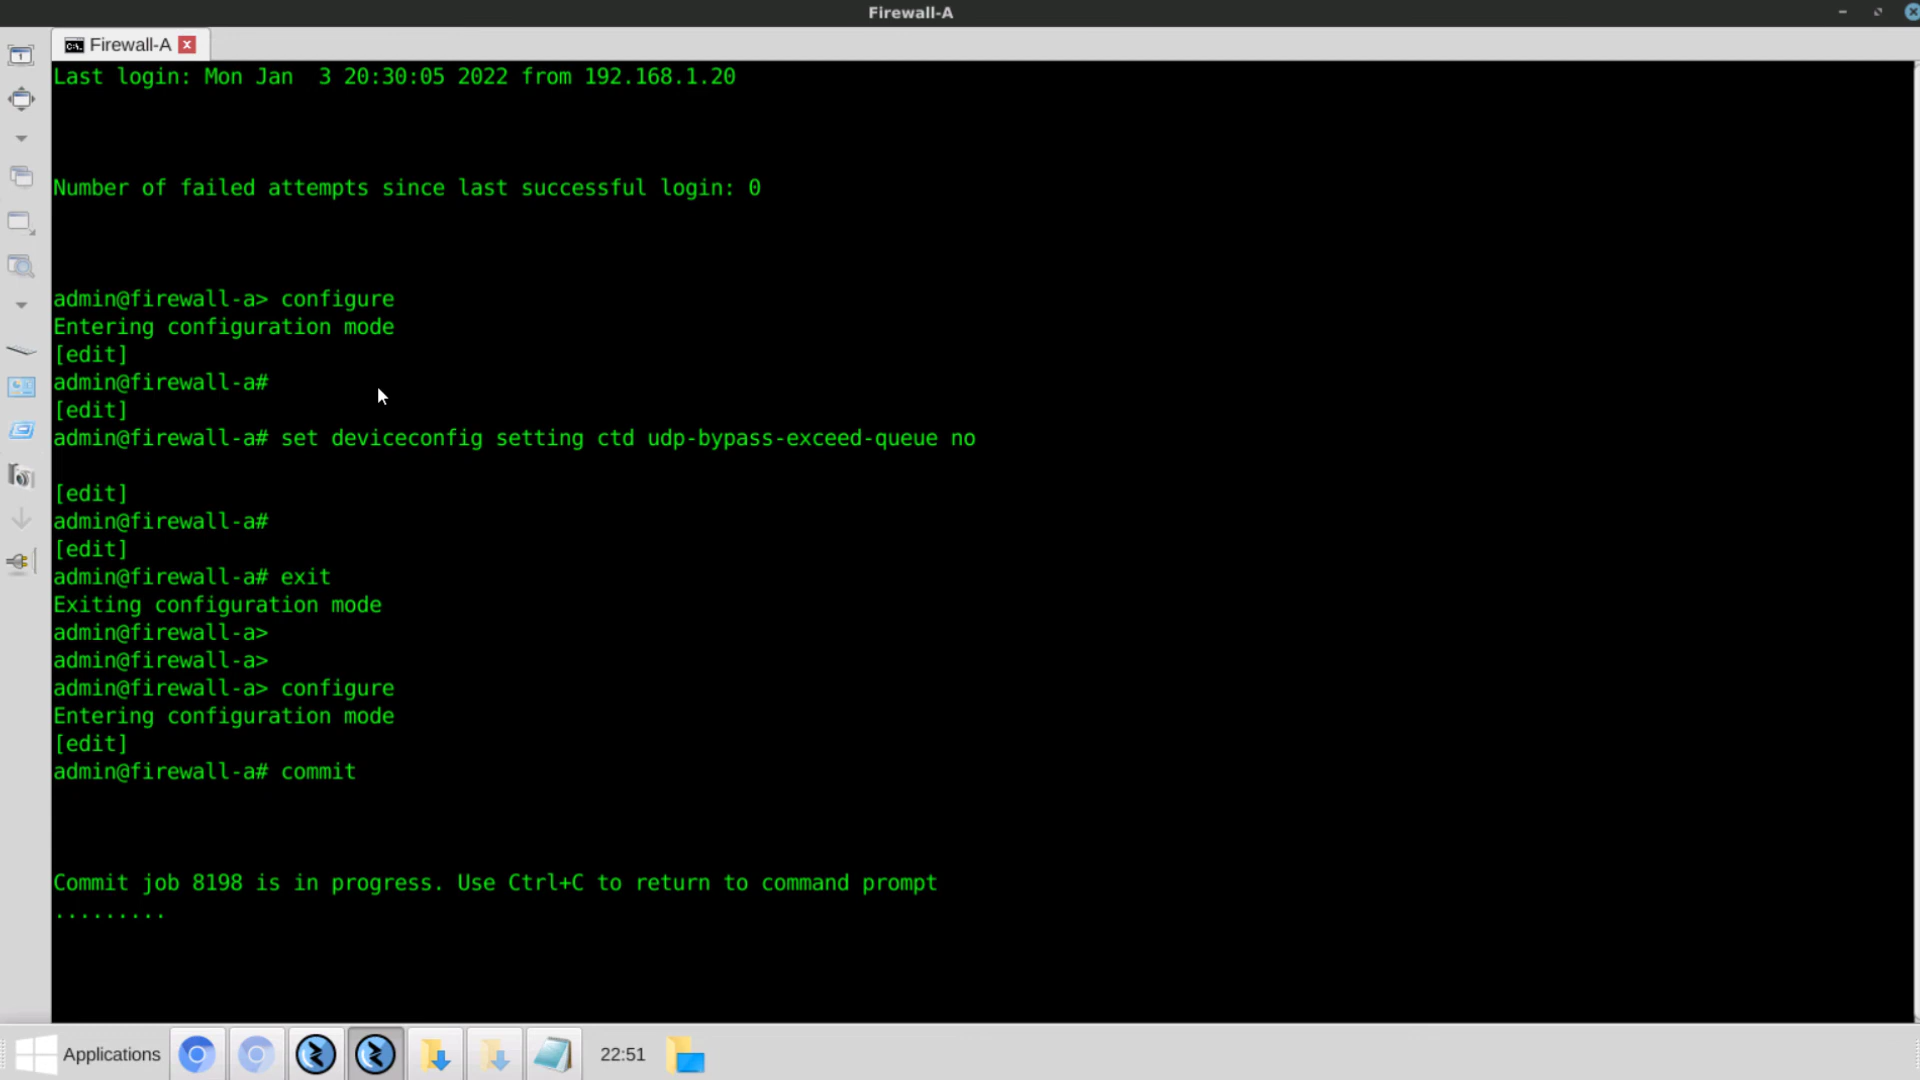 Firewall-A
Firewall-A
Last login: Mon Jan  3 20:30:05 2022 from 192.168.1.20
Number of failed attempts since last successful login: 0
admin@firewall-a> configure
Entering configuration mode
[edit]
admin@firewall-a#
[edit]
admin@firewall-a# set deviceconfig setting ctd udp-bypass-exceed-queue no
[edit]
admin@firewall-a#
[edit]
admin@firewall-a# exit
Exiting configuration mode
admin@firewall-a>
admin@firewall-a>
admin@firewall-a> configure
Entering configuration mode
[edit]
admin@firewall-a# commit
Commit job 8198 is in progress. Use Ctrl+C to return to command prompt
.........
Applications 22:51